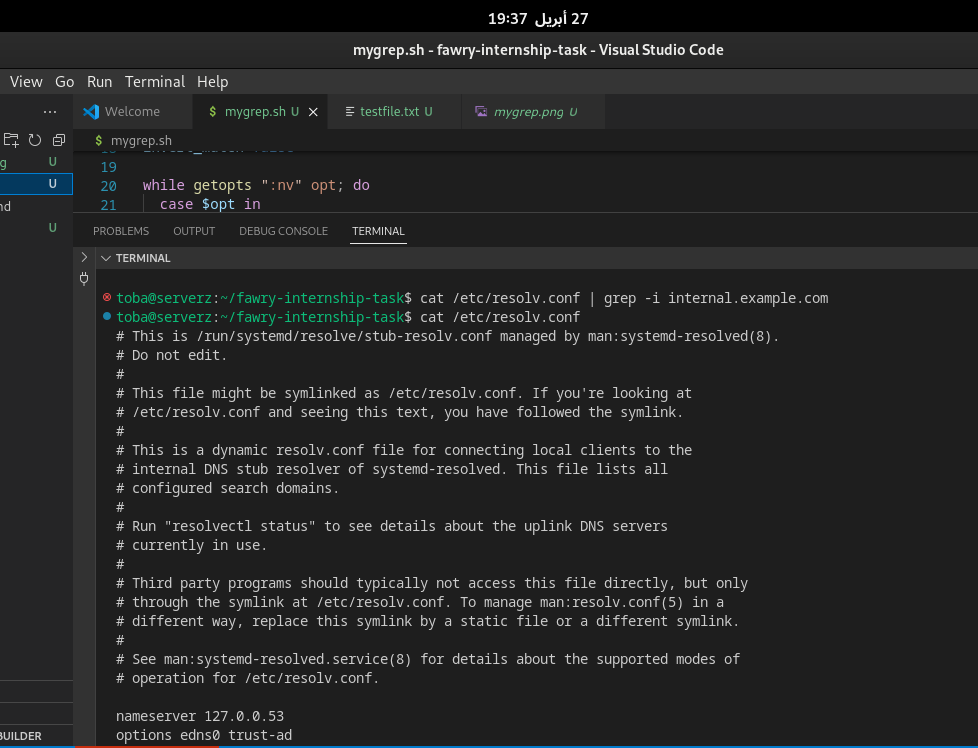 27 أبريل 19:37
mygrep.sh - fawry-internship-task - Visual Studio Code
View Go Run Terminal Help
Welcome
$ mygrep.sh U
testfile.txt U
mygrep.png U
$ mygrep.sh
g U
U
nd
U
19
20 while getopts ":nv" opt; do
21 case $opt in
PROBLEMS OUTPUT DEBUG CONSOLE TERMINAL
TERMINAL
toba@serverz:~/fawry-internship-task$ cat /etc/resolv.conf | grep -i internal.example.com
toba@serverz:~/fawry-internship-task$ cat /etc/resolv.conf
# This is /run/systemd/resolve/stub-resolv.conf managed by man:systemd-resolved(8).
# Do not edit.
#
# This file might be symlinked as /etc/resolv.conf. If you're looking at
# /etc/resolv.conf and seeing this text, you have followed the symlink.
#
# This is a dynamic resolv.conf file for connecting local clients to the
# internal DNS stub resolver of systemd-resolved. This file lists all
# configured search domains.
#
# Run "resolvectl status" to see details about the uplink DNS servers
# currently in use.
#
# Third party programs should typically not access this file directly, but only
# through the symlink at /etc/resolv.conf. To manage man:resolv.conf(5) in a
# different way, replace this symlink by a static file or a different symlink.
#
# See man:systemd-resolved.service(8) for details about the supported modes of
# operation for /etc/resolv.conf.
nameserver 127.0.0.53
options edns0 trust-ad
BUILDER